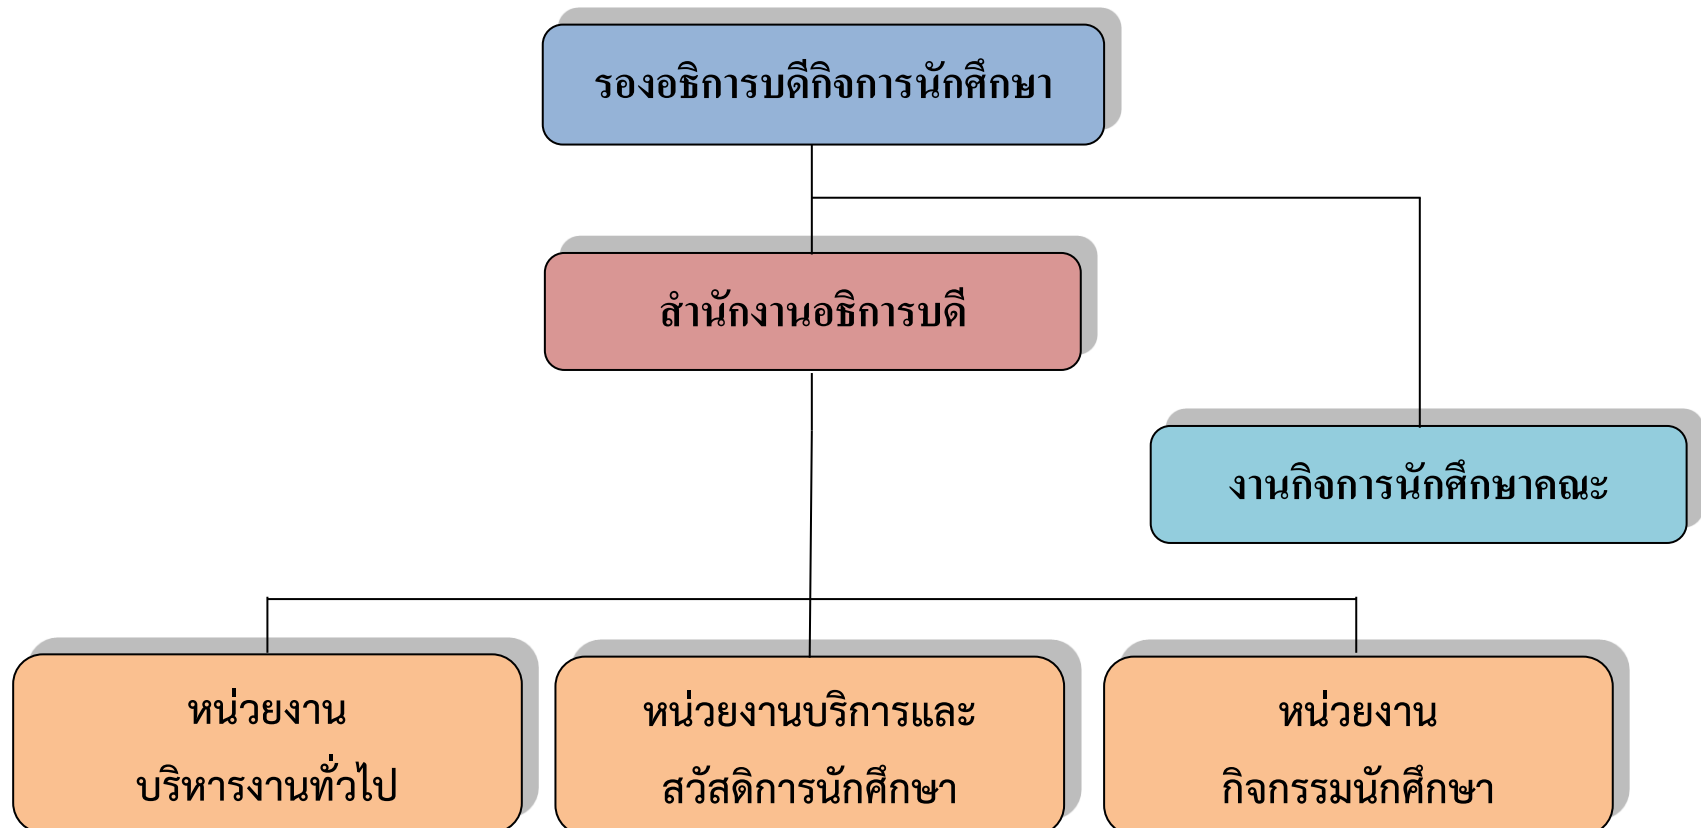 รองอธิการบดีกิจการนักศึกษา
สำนักงานอธิการบดี
งานกิจการนักศึกษาคณะ
หน่วยงาน
บริหารงานทั่วไป
หน่วยงานบริการและ
สวัสดิการนักศึกษา
หน่วยงาน
กิจกรรมนักศึกษา